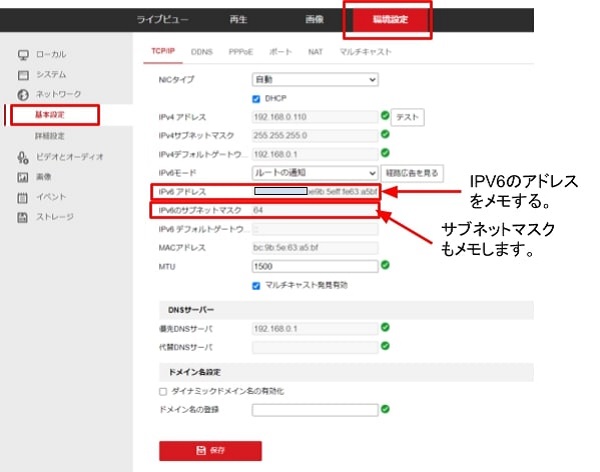 ライブビュー 再生 画像 環境設定
TCP/IP DDNS PPPoE ポート NAT マルチキャスト
ローカル
システム
ネットワーク
基本設定
詳細設定
ビデオとオーディオ
画像
イベント
ストレージ
NICタイプ 自動
DHCP
IPv4 アドレス 192.168.0.110 テスト
IPv4サブネットマスク 255.255.255.0
IPv4デフォルトゲートウ... 192.168.0.1
IPv6モード ルートの通知 経路広告を見る
IPv6 アドレス be9b:5eff:fe63:a5bf
IPv6のサブネットマスク 64
IPv6 デフォルトゲートウ... ::
MACアドレス bc:9b:5e:63:a5:bf
MTU 1500
マルチキャスト発見有効
DNSサーバー
優先DNSサーバ 192.168.0.1
代替DNSサーバ
ドメイン名設定
ダイナミックドメイン名の有効化
ドメイン名の登録
保存
IPV6のアドレス
をメモする。
サブネットマスク
もメモします。